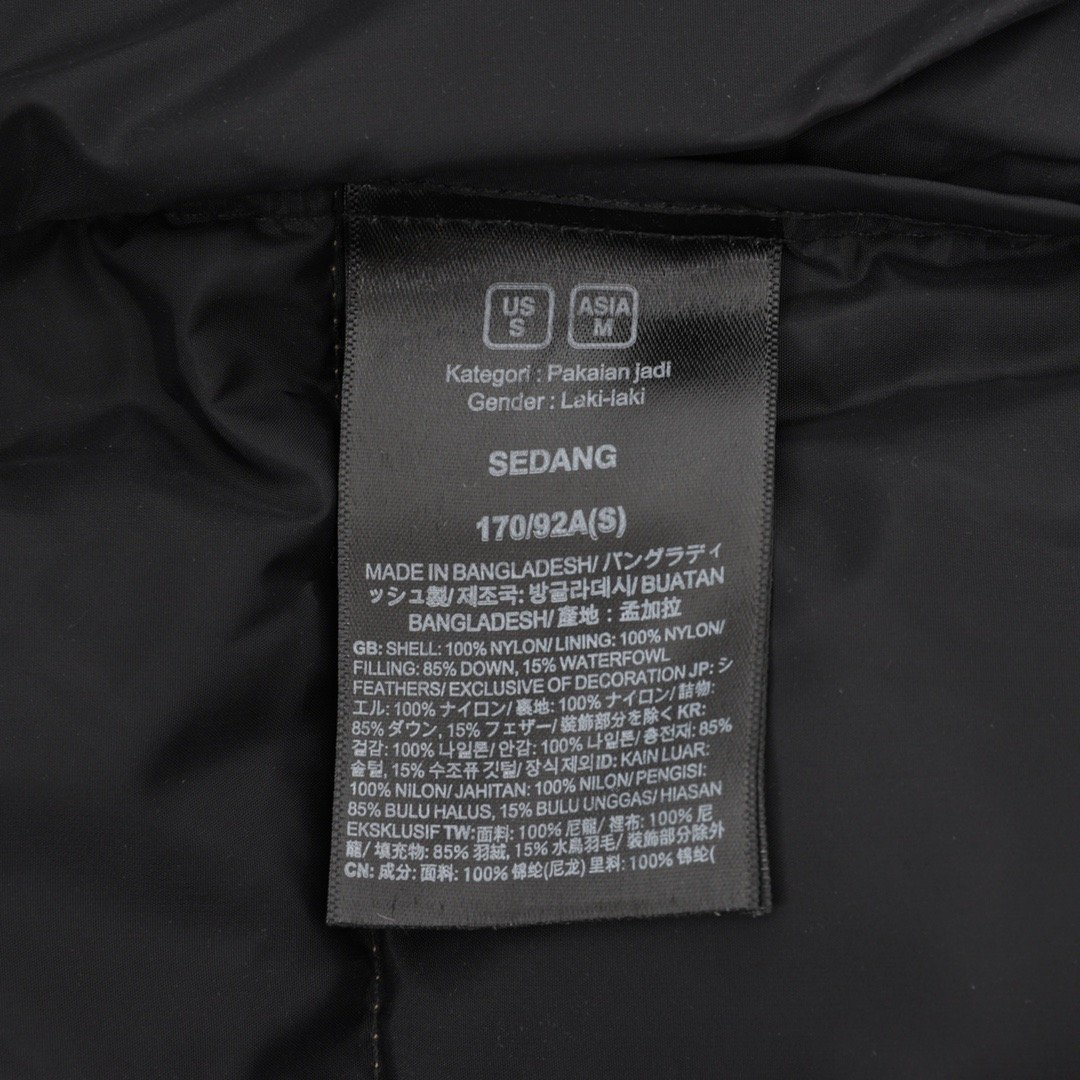 US ASIA
S M
Kategori : Pakaian jadi
Gender : Laki-laki
SEDANG
170/92A(S)
MADE IN BANGLADESH/ バングラディ
ッシュ製/ 제조국: 방글라데시/ BUATAN
BANGLADESH/ 產地：孟加拉
GB: SHELL: 100% NYLON/ LINING: 100% NYLON/
FILLING: 85% DOWN, 15% WATERFOWL
FEATHERS/ EXCLUSIVE OF DECORATION JP: シ
ェル: 100% ナイロン/ 裏地: 100% ナイロン/ 詰物:
85% ダウン, 15% フェザー/ 装飾部分を除く KR:
겉감: 100% 나일론/ 안감: 100% 나일론/ 충전재: 85%
솜털, 15% 수조류 깃털/ 장식제외 ID: KAIN LUAR:
100% NILON/ JAHITAN: 100% NILON/ PENGISI:
85% BULU HALUS, 15% BULU UNGGAS/ HIASAN
EKSKLUSIF TW: 面料: 100% 尼龍/ 裡布: 100% 尼
龍/ 填充物: 85% 羽絨, 15% 水鳥羽毛/ 裝飾部分除外
CN: 成分: 面料: 100% 锦纶(尼龙) 里料: 100% 锦纶(